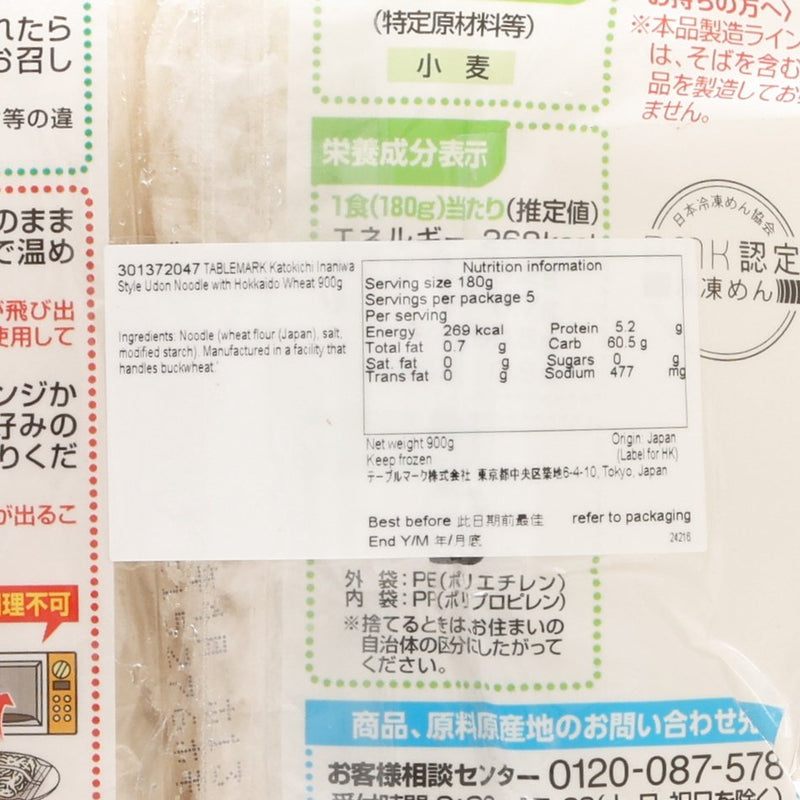 れたら
お召し
等の違
のまま
で温め
が飛び出
使用して
ンジか
好みの
りくだ
が出るこ
理不可
(特定原材料等)
小 麦
栄養成分表示
1食(180g)当たり(推定値)
エネルギー
お持ちの方へ〉
※本品製造ライン
は、そばを含む
品を製造してお
ません。
日本冷凍めん協会
認定
凍めん
301372047 TABLEMARK Katokichi Inaniwa
Style Udon Noodle with Hokkaido Wheat 900g
Ingredients: Noodle (wheat flour (Japan), salt,
modified starch). Manufactured in a facility that
handles buckwheat
Nutrition information
Serving size 180g
Servings per package 5
Per serving
Energy 269 kcal Protein 5.2 g
Total fat 0.7 g Carb 60.5 g
Sat. fat 0 g Sugars 0 g
Trans fat 0 g Sodium 477 mg
Net weight 900g Origin: Japan
Keep frozen (Label for HK)
テーブルマーク株式会社 東京都中央区築地6-4-10, Tokyo, Japan
Best before 此日期前最佳 refer to packaging
End Y/M 年/月底 24216
外 袋:PE(ポリエチレン)
内 袋:PP(ポリプロピレン)
※捨てるときは、お住まいの
自治体の区分にしたがって
ください。
商品、原料原産地のお問い合わせ先
お客様相談センター 0120-087-578